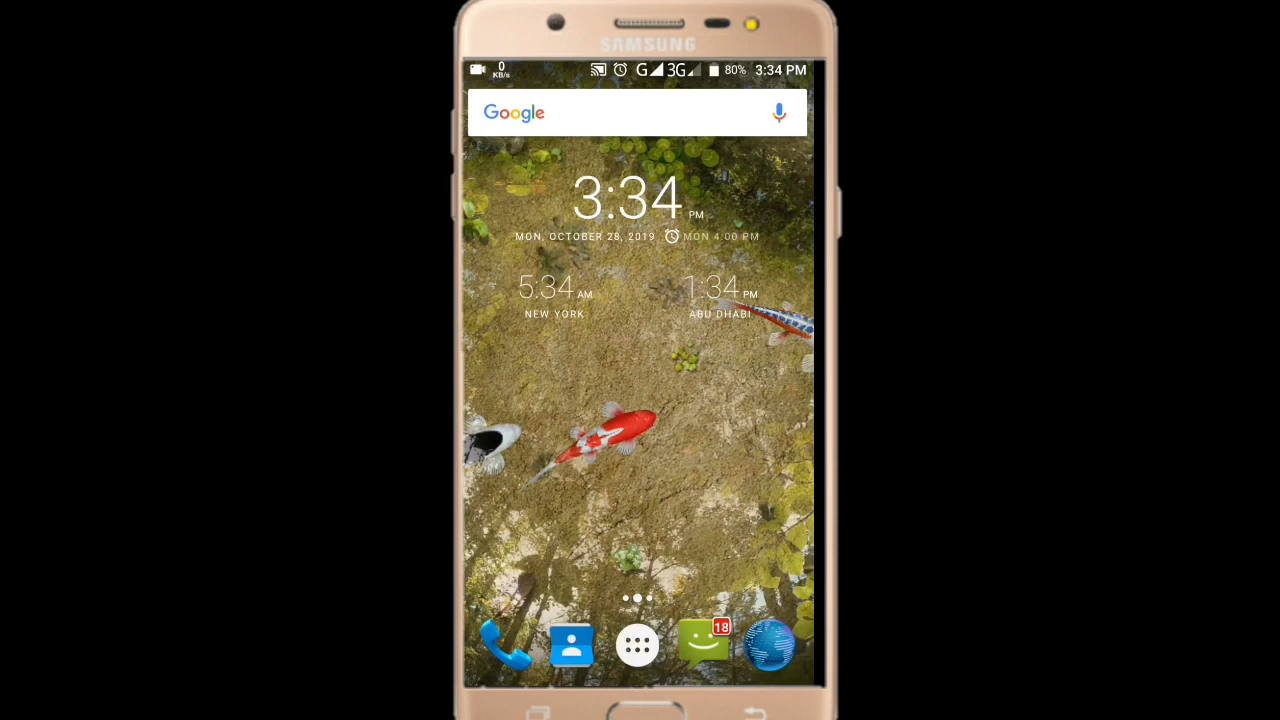 SAMSUNG
0 KB/s G 3G 80% 3:34 PM
Google
3:34 PM
MON, OCTOBER 28, 2019 MON 4:00 PM
5:34 AM 1:34 PM
NEW YORK ABU DHABI
18